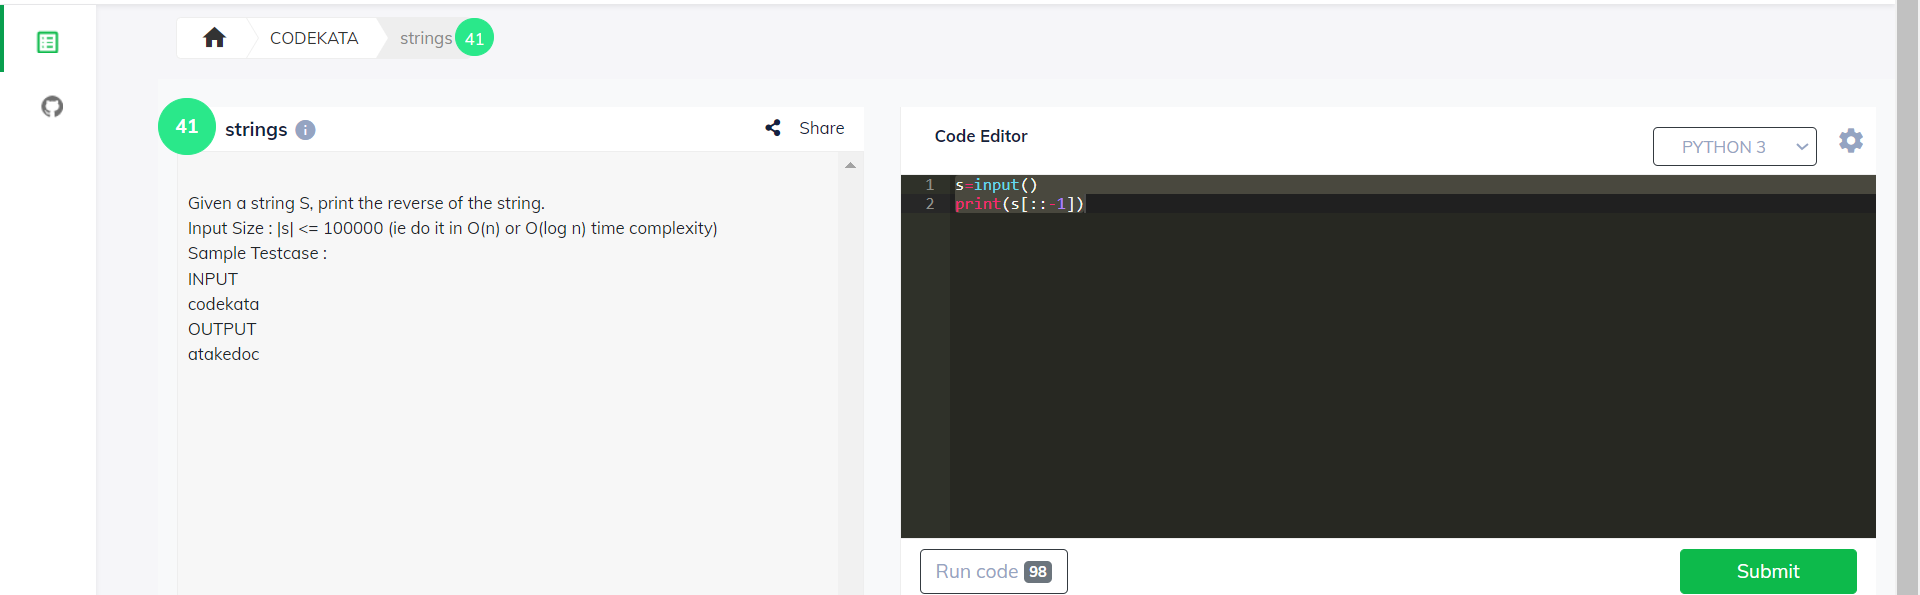 CODEKATA
strings 41
41 strings
Share
Given a string S, print the reverse of the string.
Input Size : |s| <= 100000 (ie do it in O(n) or O(log n) time complexity)
Sample Testcase :
INPUT
codekata
OUTPUT
atakedoc
Code Editor
PYTHON 3
1 s=input()
2 print(s[::-1])
Run code 98
Submit